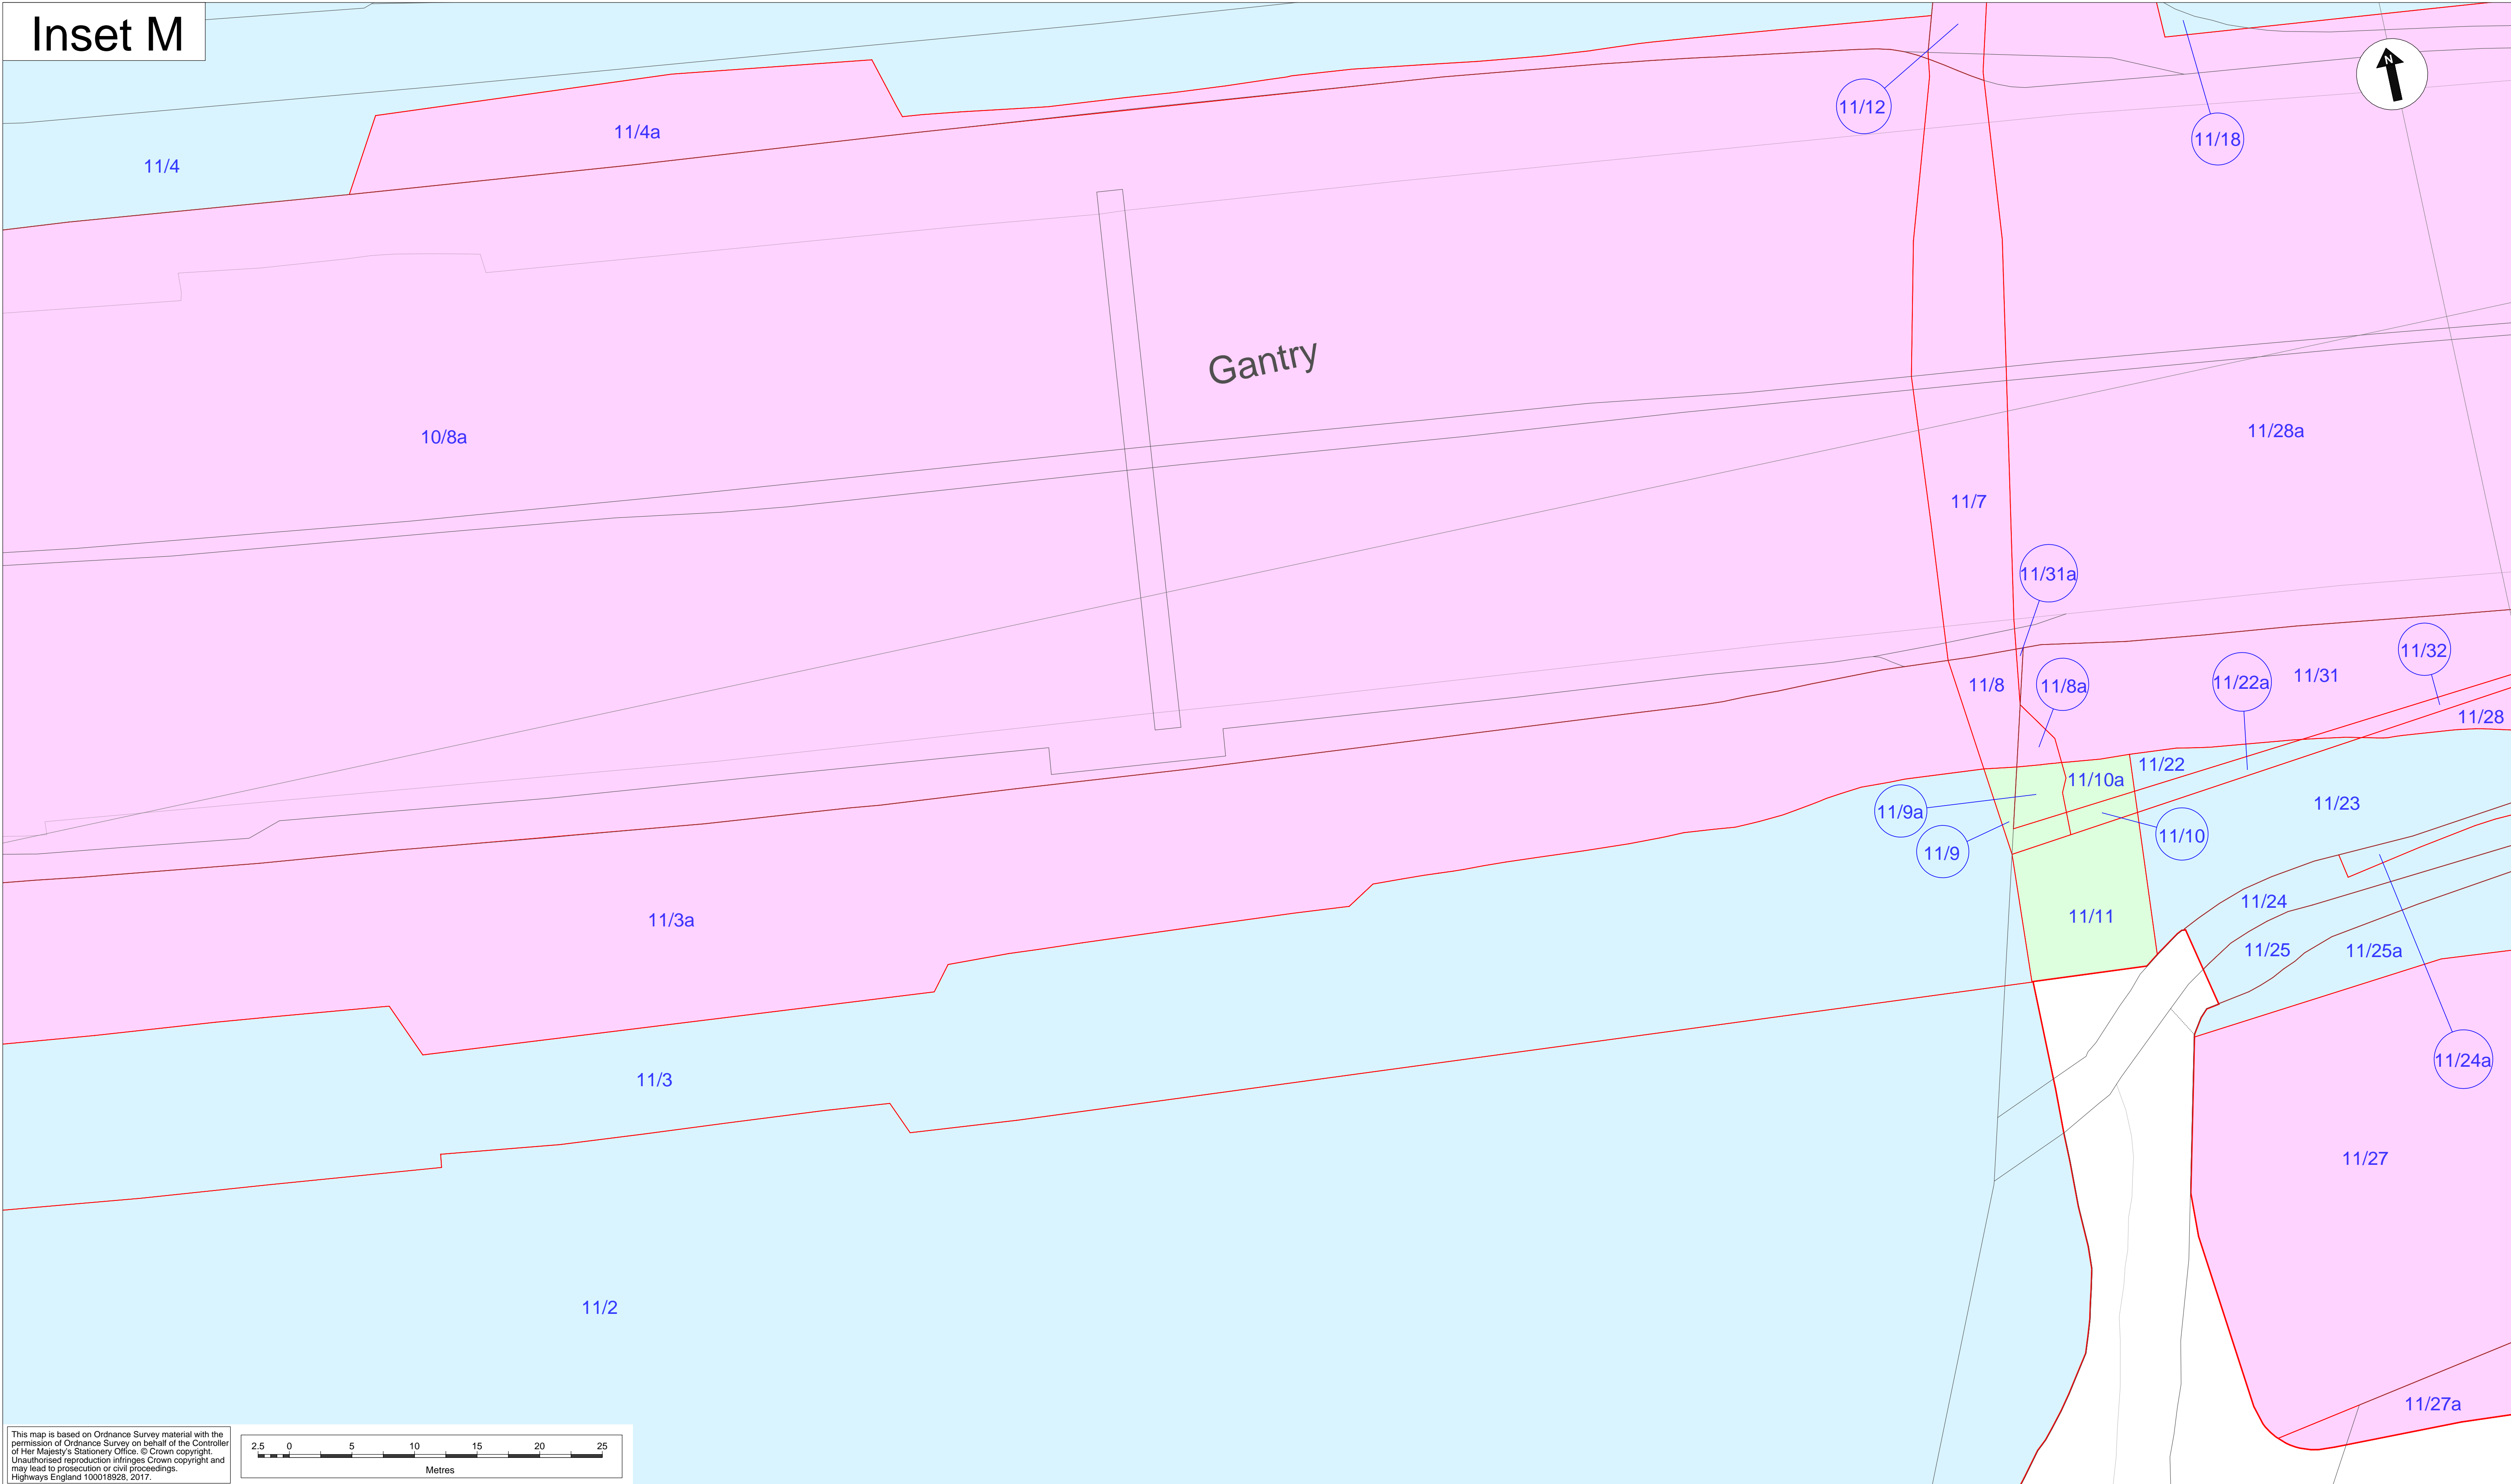 Inset M
N
11/12
11/18
11/4a
11/4
Gantry
10/8a
11/28a
11/7
11/31a
11/32
11/31
11/8
11/8a
11/22a
11/28
11/22
11/10a
11/9a
11/23
11/10
11/9
11/24
11/11
11/3a
11/25
11/25a
11/24a
11/3
11/27
11/2
11/27a
This map is based on Ordnance Survey material with the
permission of Ordnance Survey on behalf of the Controller
of Her Majesty's Stationery Office. © Crown copyright.
Unauthorised reproduction infringes Crown copyright and
may lead to prosecution or civil proceedings.
Highways England 100018928, 2017.
2.5 0 5 10 15 20 25
Metres